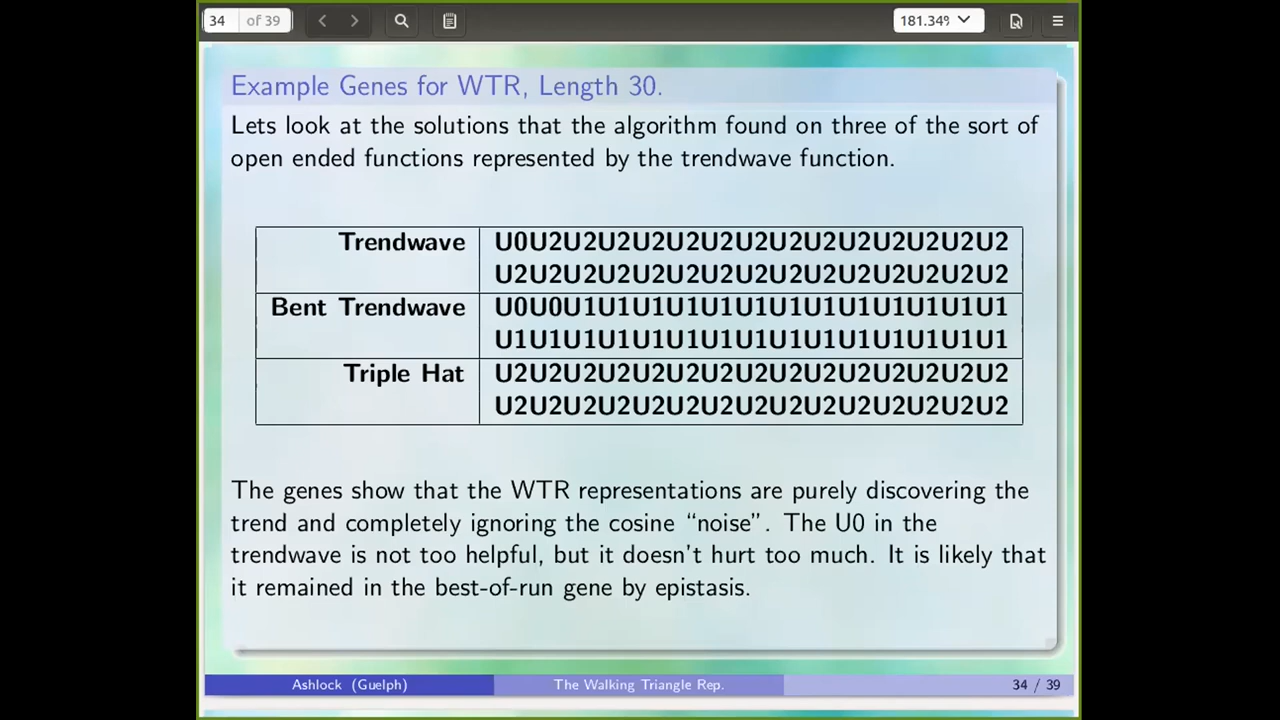 34 of 39
181.34%
Example Genes for WTR, Length 30.
Lets look at the solutions that the algorithm found on three of the sort of
open ended functions represented by the trendwave function.
Trendwave U0U2U2U2U2U2U2U2U2U2U2U2U2U2U2
U2U2U2U2U2U2U2U2U2U2U2U2U2U2U2
Bent Trendwave U0U0U1U1U1U1U1U1U1U1U1U1U1U1U1
U1U1U1U1U1U1U1U1U1U1U1U1U1U1U1
Triple Hat U2U2U2U2U2U2U2U2U2U2U2U2U2U2U2
U2U2U2U2U2U2U2U2U2U2U2U2U2U2U2
The genes show that the WTR representations are purely discovering the
trend and completely ignoring the cosine “noise”. The U0 in the
trendwave is not too helpful, but it doesn't hurt too much. It is likely that
it remained in the best-of-run gene by epistasis.
Ashlock (Guelph) The Walking Triangle Rep. 34 / 39